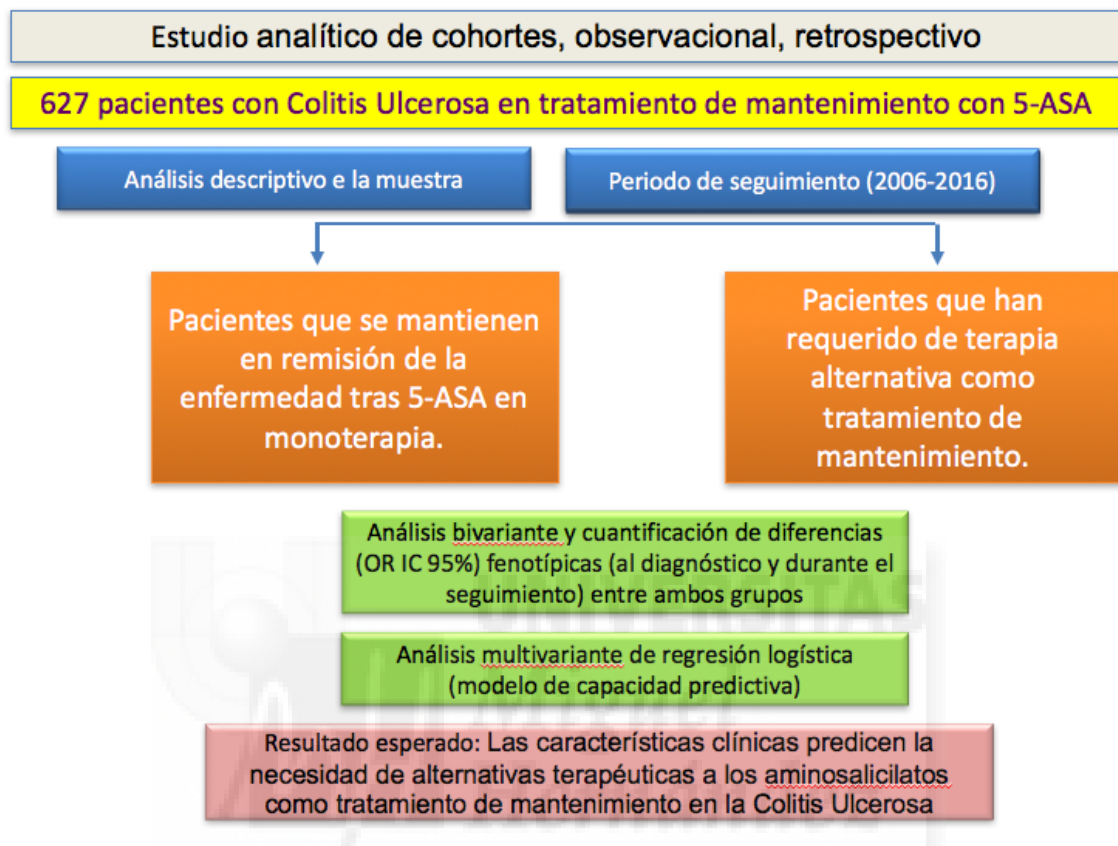 Estudio analítico de cohortes, observacional, retrospectivo
627 pacientes con Colitis Ulcerosa en tratamiento de mantenimiento con 5-ASA
Análisis descriptivo e la muestra
Periodo de seguimiento (2006-2016)
Pacientes que se mantienen
en remisión de la
enfermedad tras 5-ASA en
monoterapia.
Pacientes que han
requerido de terapia
alternativa como
tratamiento de
mantenimiento.
Análisis bivariante y cuantificación de diferencias
(OR IC 95%) fenotípicas (al diagnóstico y durante el
seguimiento) entre ambos grupos
Análisis multivariante de regresión logística
(modelo de capacidad predictiva)
Resultado esperado: Las características clínicas predicen la
necesidad de alternativas terapéuticas a los aminosalicilatos
como tratamiento de mantenimiento en la Colitis Ulcerosa
UNIVERSITAS
Miguel
Hernández